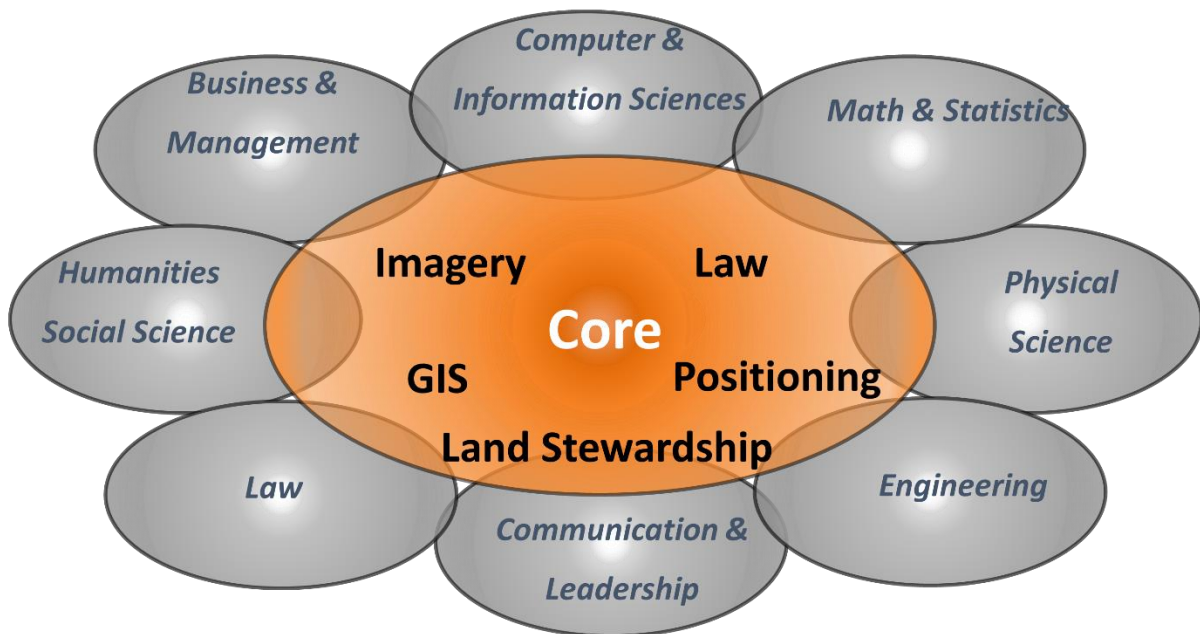 Computer &
Information Sciences
Business &
Management
Math & Statistics
Imagery
Law
Humanities
Social Science
Core
Physical
Science
GIS
Positioning
Land Stewardship
Law
Engineering
Communication &
Leadership